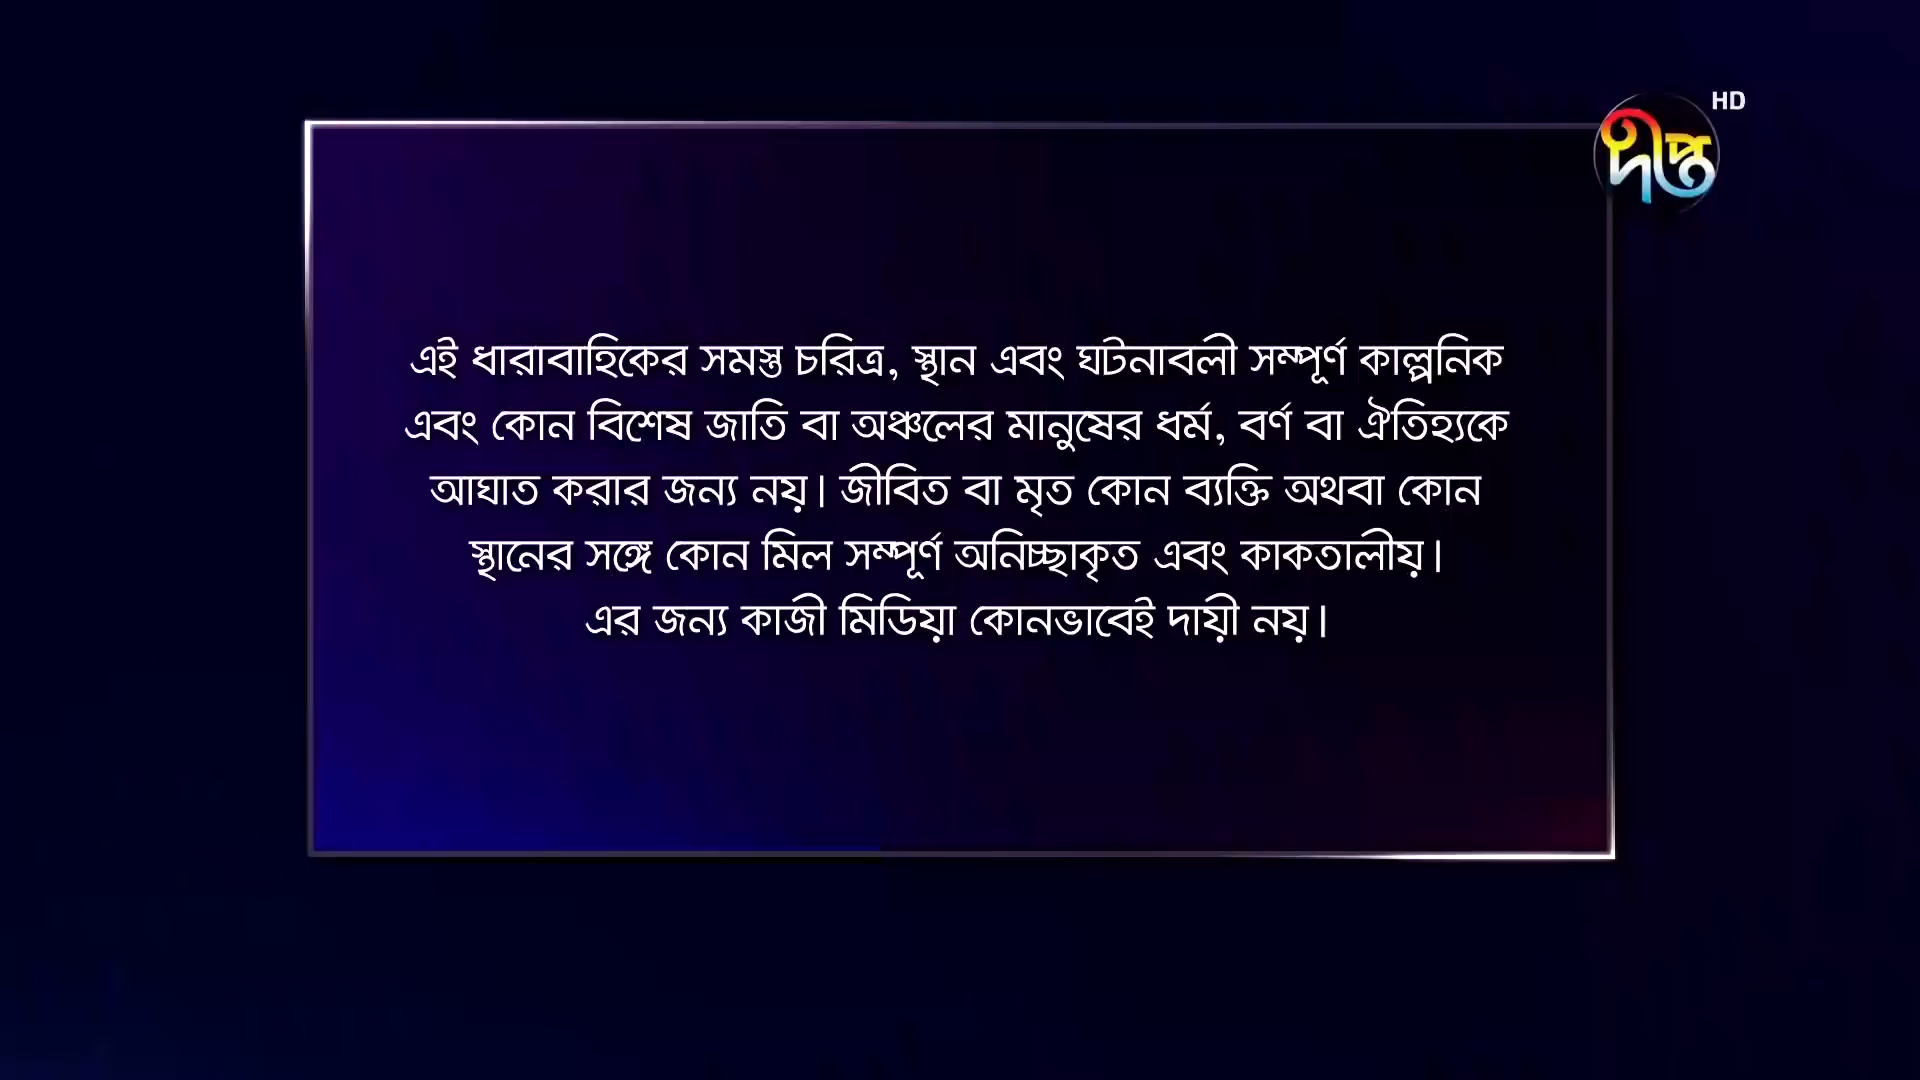 HD
দীপ্ত
এই ধারাবাহিকের সমস্ত চরিত্র, স্থান এবং ঘটনাবলী সম্পূর্ণ কাল্পনিক
এবং কোন বিশেষ জাতি বা অঞ্চলের মানুষের ধর্ম, বর্ণ বা ঐতিহ্যকে
আঘাত করার জন্য নয়। জীবিত বা মৃত কোন ব্যক্তি অথবা কোন
স্থানের সঙ্গে কোন মিল সম্পূর্ণ অনিচ্ছাকৃত এবং কাকতালীয়।
এর জন্য কাজী মিডিয়া কোনভাবেই দায়ী নয়।